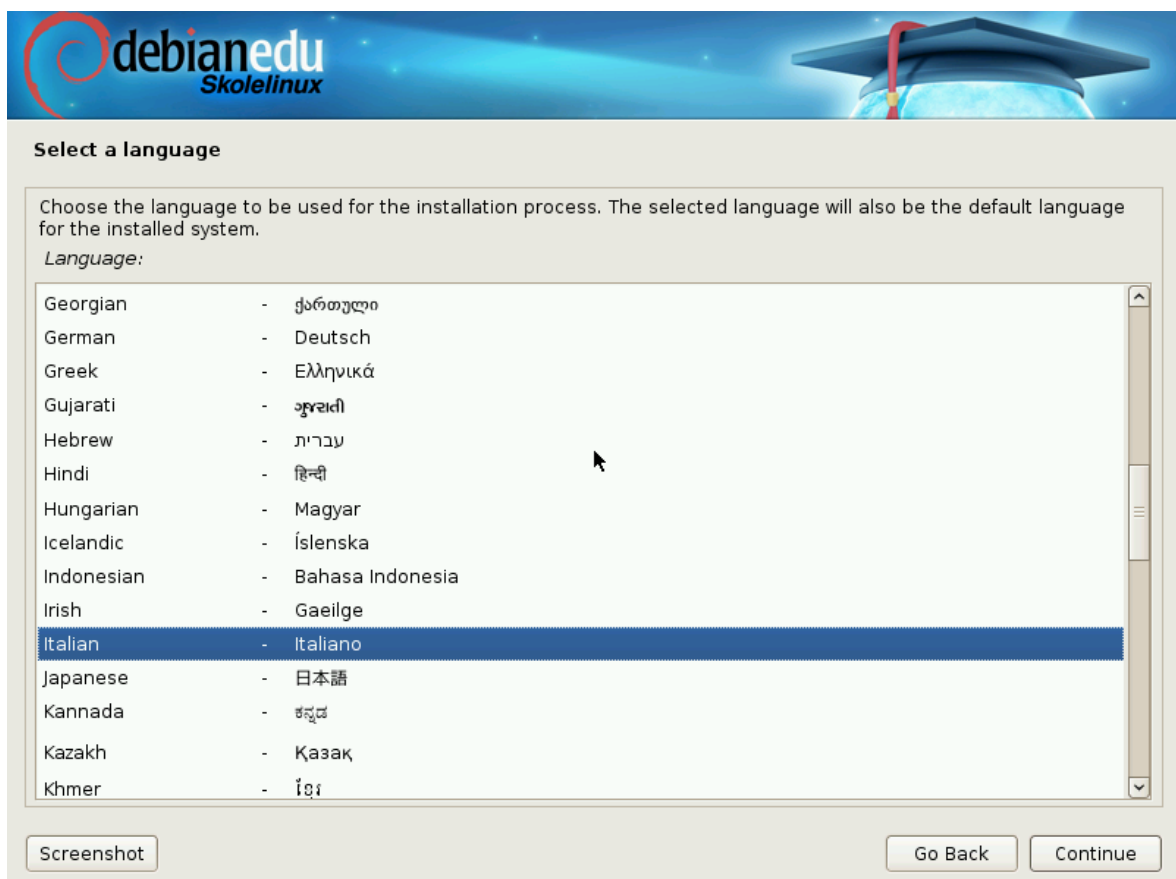 debianedu
Skolelinux
Select a language
Choose the language to be used for the installation process. The selected language will also be the default language
for the installed system.
Language:
Georgian - ქართული
German - Deutsch
Greek - Ελληνικά
Gujarati - ગુજરાતી
Hebrew - עברית
Hindi - हिन्दी
Hungarian - Magyar
Icelandic - Íslenska
Indonesian - Bahasa Indonesia
Irish - Gaeilge
Italian - Italiano
Japanese - 日本語
Kannada - ಕನ್ನಡ
Kazakh - Қазақ
Khmer - ខ្មែរ
Screenshot Go Back Continue